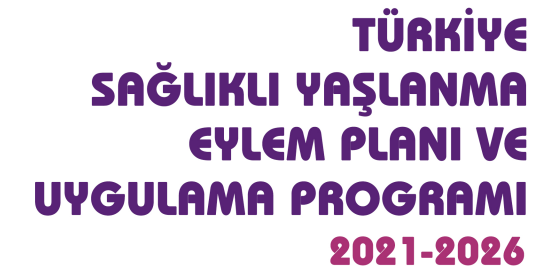 TÜRKİYE
SAĞLIKLI YAŞLANMA
EYLEM PLANI VE
UYGULAMA PROGRAMI
2021-2026